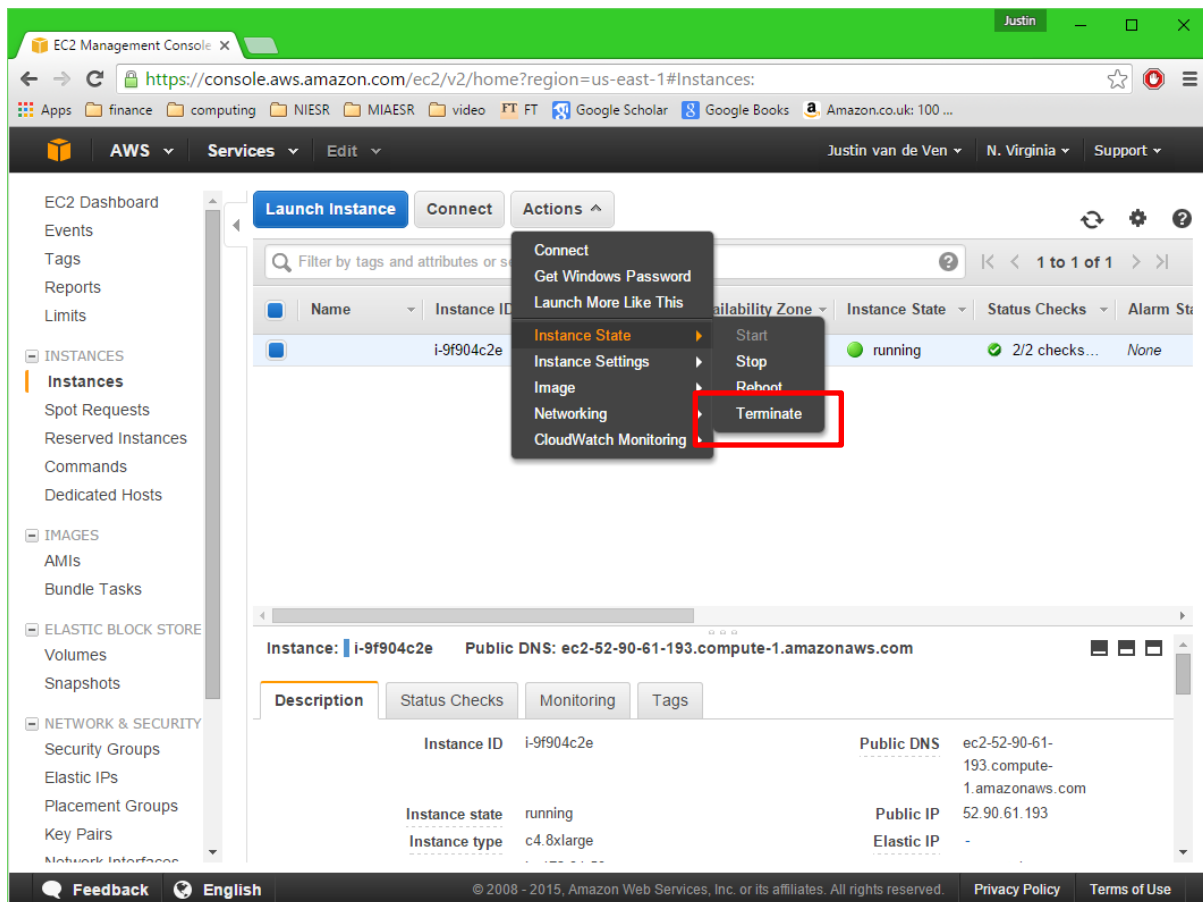 Justin
EC2 Management Console
https://console.aws.amazon.com/ec2/v2/home?region=us-east-1#Instances:
Apps finance computing NIESR MIAESR video FT FT Google Scholar 8 Google Books a Amazon.co.uk: 100 ...
AWS Services Edit Justin van de Ven N. Virginia Support
EC2 Dashboard
Events
Tags
Reports
Limits
INSTANCES
Instances
Spot Requests
Reserved Instances
Commands
Dedicated Hosts
IMAGES
AMIs
Bundle Tasks
ELASTIC BLOCK STORE
Volumes
Snapshots
NETWORK & SECURITY
Security Groups
Elastic IPs
Placement Groups
Key Pairs
Network Interfaces
Launch Instance Connect Actions
Filter by tags and attributes or s 1 to 1 of 1
Name Instance ID ailability Zone Instance State Status Checks Alarm Sta
i-9f904c2e running 2/2 checks... None
Connect
Get Windows Password
Launch More Like This
Instance State
Instance Settings
Image
Networking
CloudWatch Monitoring
Start
Stop
Reboot
Terminate
Instance: i-9f904c2e Public DNS: ec2-52-90-61-193.compute-1.amazonaws.com
Description Status Checks Monitoring Tags
Instance ID i-9f904c2e Public DNS ec2-52-90-61-
193.compute-
1.amazonaws.com
Instance state running Public IP 52.90.61.193
Instance type c4.8xlarge Elastic IP -
Feedback English © 2008 - 2015, Amazon Web Services, Inc. or its affiliates. All rights reserved. Privacy Policy Terms of Use